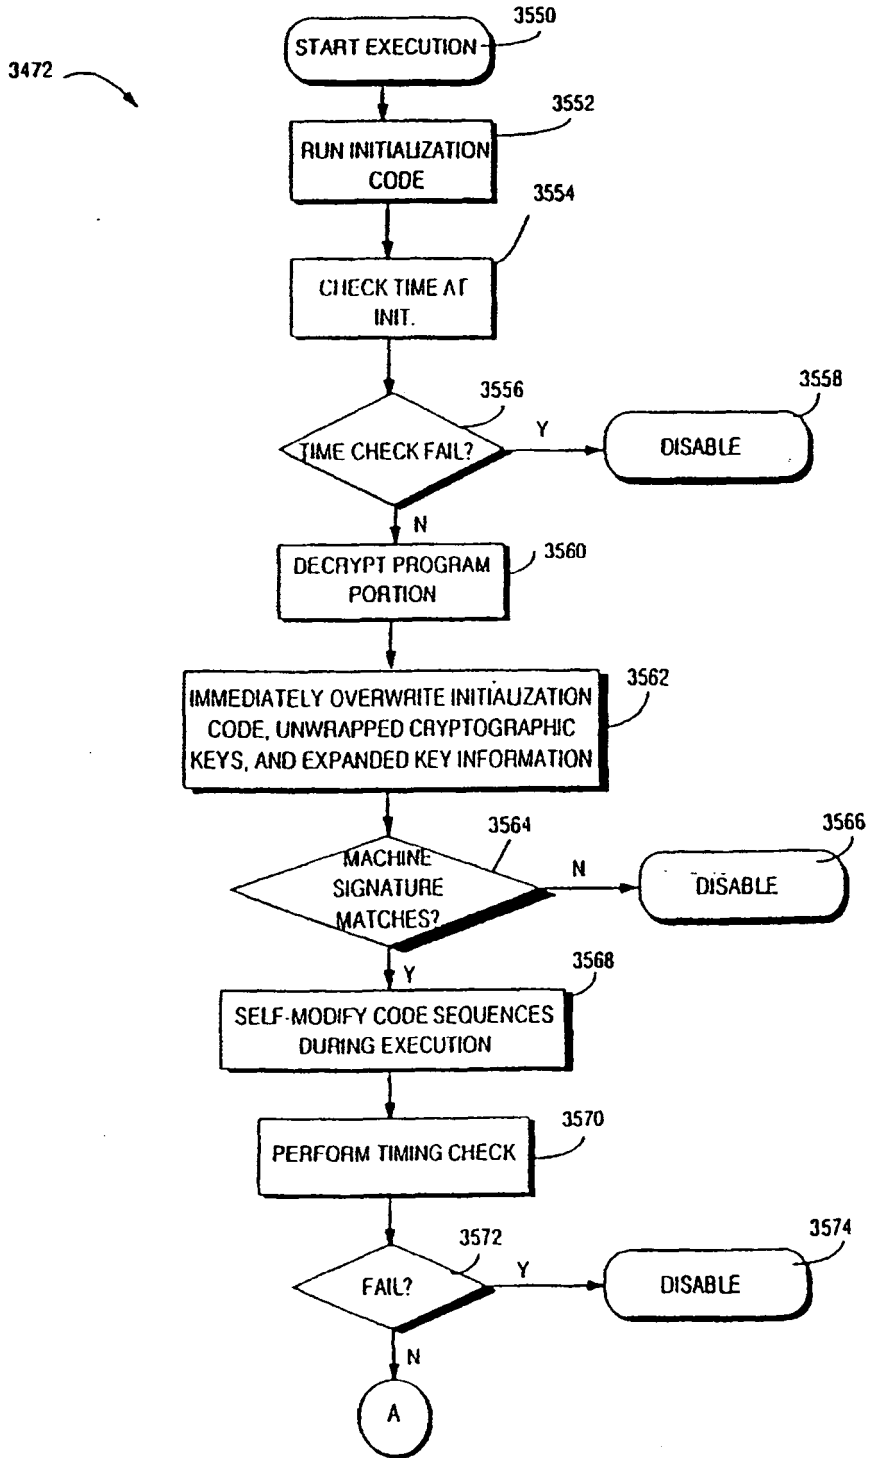 3550
START EXECUTION
3472
3552
RUN INITIALIZATION
CODE
3554
CHECK TIME AT
INIT.
3556
3558
TIME CHECK FAIL?
Y
DISABLE
N
3560
DECRYPT PROGRAM
PORTION
3562
IMMEDIATELY OVERWRITE INITIALIZATION
CODE, UNWRAPPED CRYPTOGRAPHIC
KEYS, AND EXPANDED KEY INFORMATION
3564
3566
MACHINE
SIGNATURE
MATCHES?
N
DISABLE
Y
3568
SELF-MODIFY CODE SEQUENCES
DURING EXECUTION
3570
PERFORM TIMING CHECK
3572
3574
FAIL?
Y
DISABLE
N
A